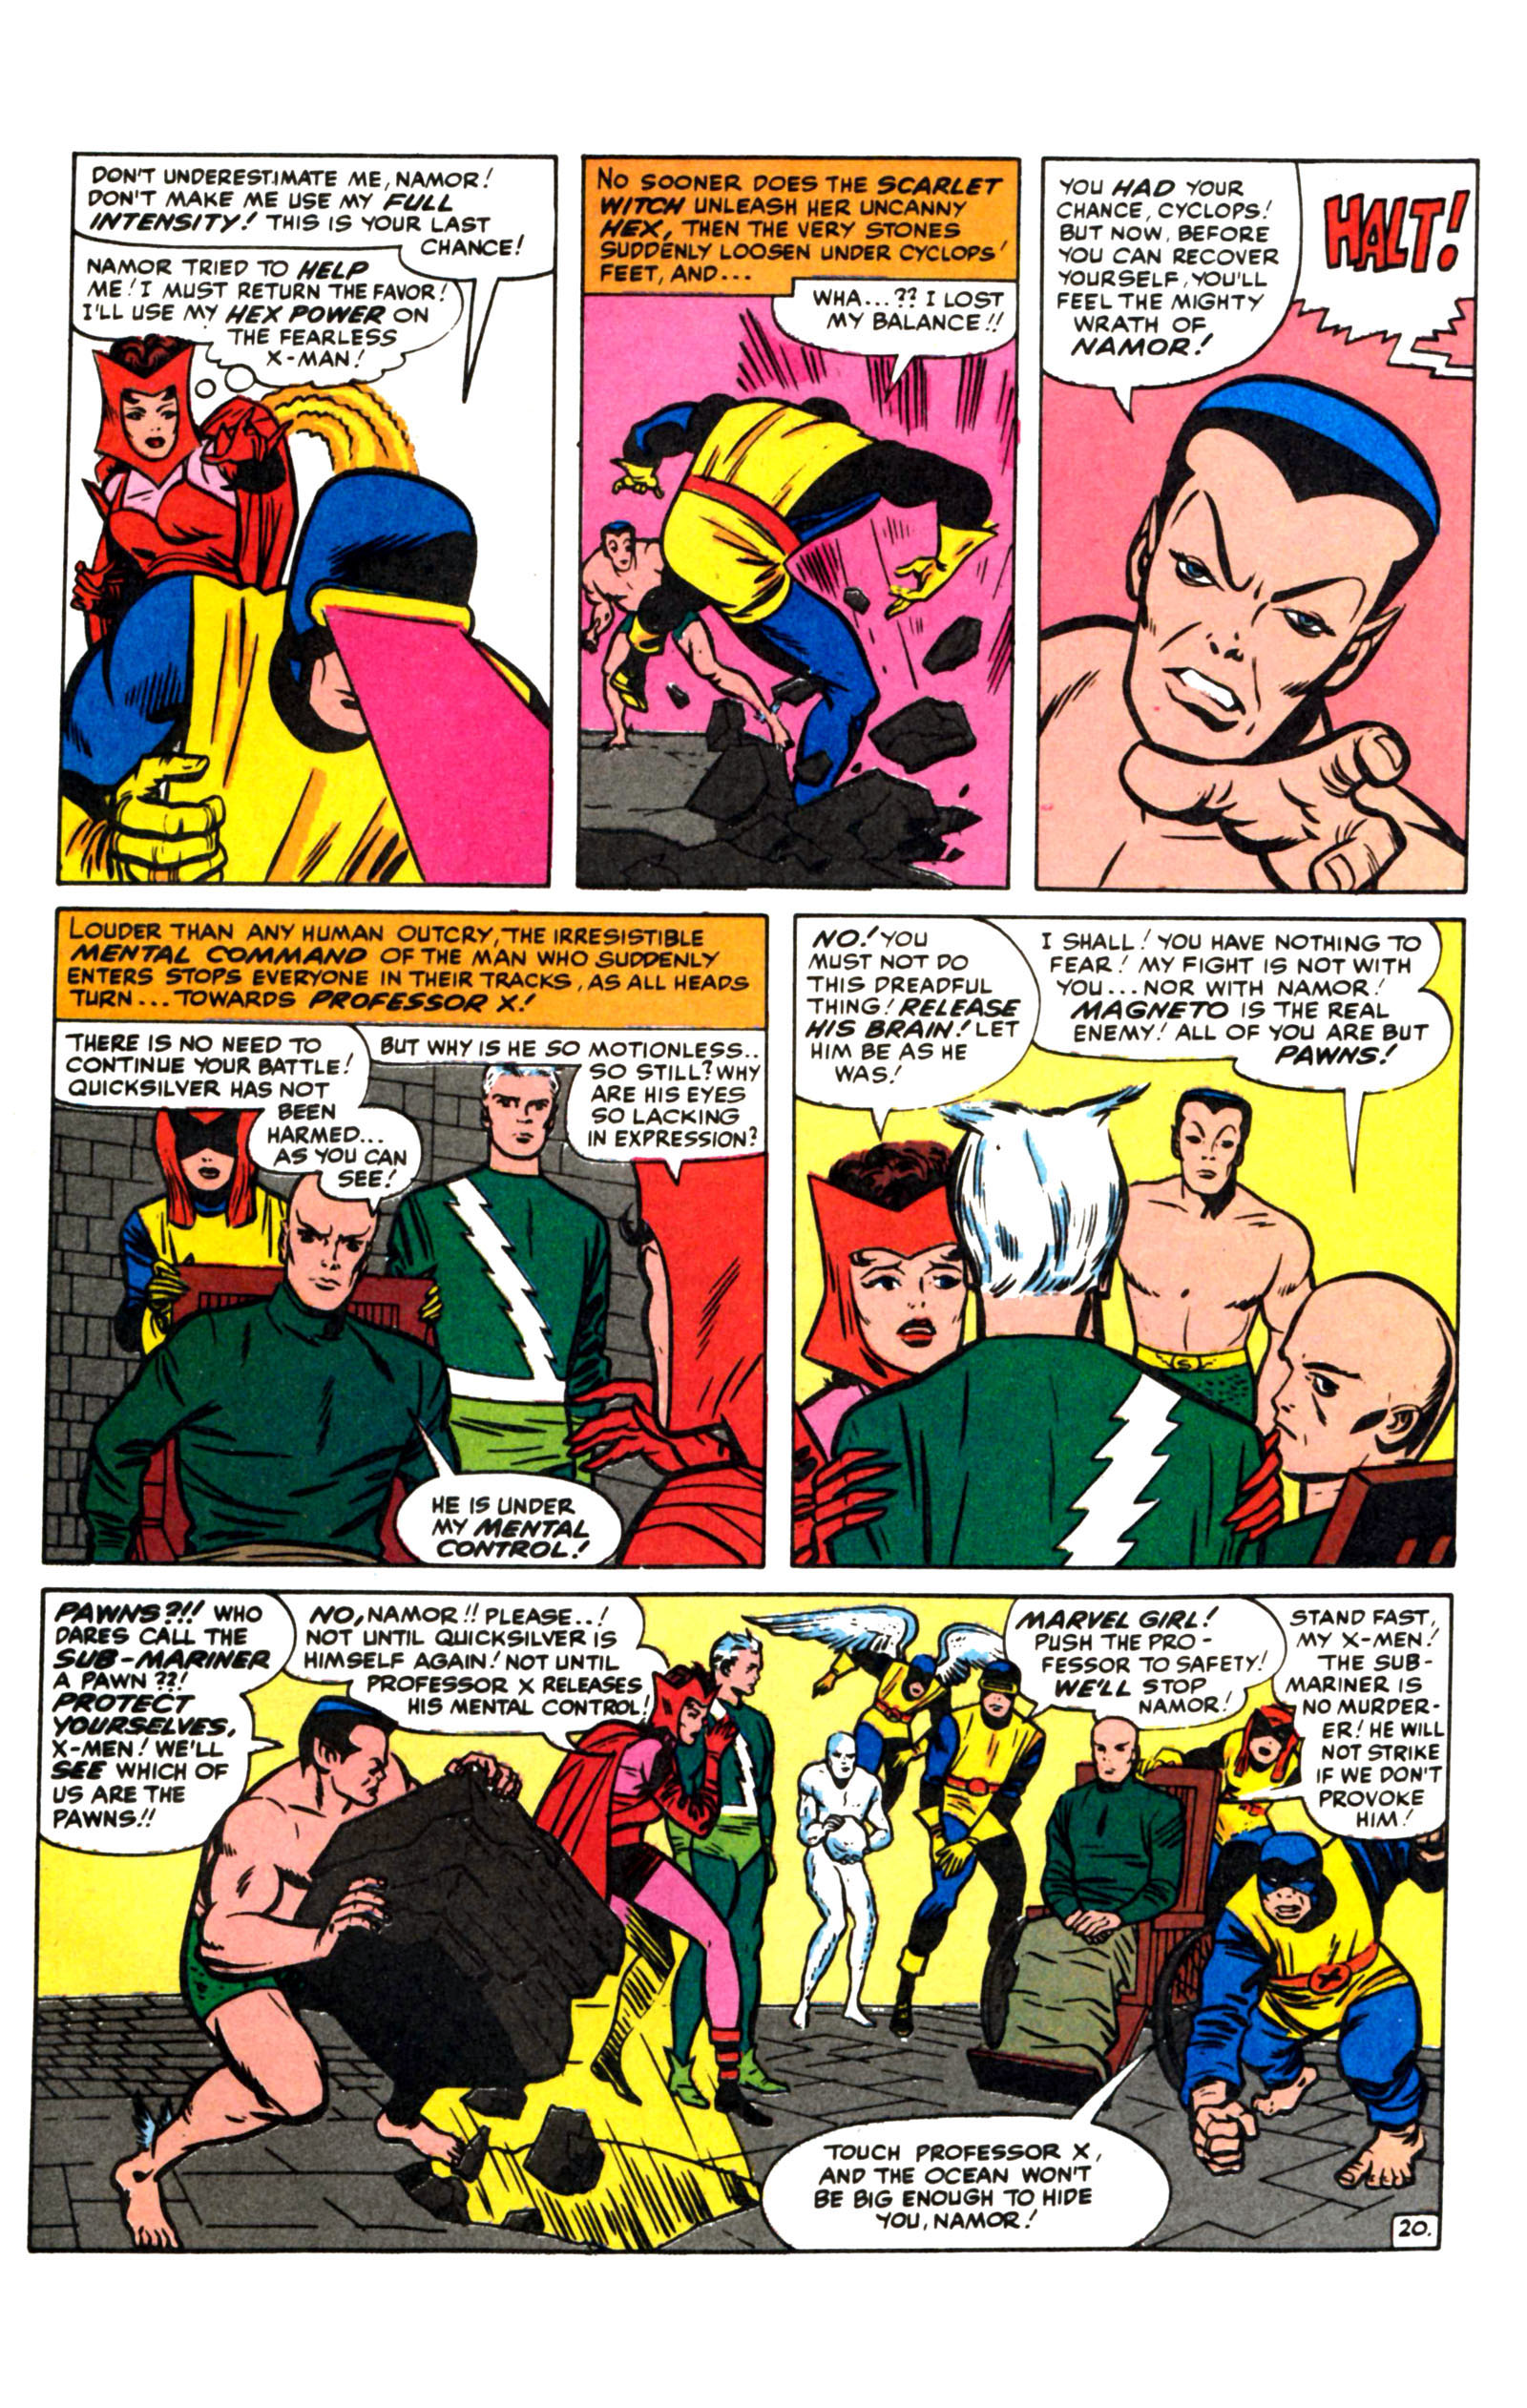 DON'T UNDERESTIMATE ME, NAMOR!
DON'T MAKE ME USE MY FULL
INTENSITY! THIS IS YOUR LAST
CHANCE!
NAMOR TRIED TO HELP
ME! I MUST RETURN THE FAVOR!
I'LL USE MY HEX POWER ON
THE FEARLESS
X-MAN!
NO SOONER DOES THE SCARLET
WITCH UNLEASH HER UNCANNY
HEX, THEN THE VERY STONES
SUDDENLY LOOSEN UNDER CYCLOPS'
FEET, AND...
WHA...?? I LOST
MY BALANCE!!
YOU HAD YOUR
CHANCE, CYCLOPS!
BUT NOW, BEFORE
YOU CAN RECOVER
YOURSELF, YOU'LL
FEEL THE MIGHTY
WRATH OF
NAMOR!
HALT!
LOUDER THAN ANY HUMAN OUTCRY, THE IRRESISTIBLE
MENTAL COMMAND OF THE MAN WHO SUDDENLY
ENTERS STOPS EVERYONE IN THEIR TRACKS, AS ALL HEADS
TURN... TOWARDS PROFESSOR X!
THERE IS NO NEED TO
CONTINUE YOUR BATTLE!
QUICKSILVER HAS NOT
BEEN
HARMED...
AS YOU CAN
SEE!
BUT WHY IS HE SO MOTIONLESS..
SO STILL? WHY
ARE HIS EYES
SO LACKING
IN EXPRESSION?
HE IS UNDER
MY MENTAL
CONTROL!
NO! YOU
MUST NOT DO
THIS DREADFUL
THING! RELEASE
HIS BRAIN! LET
HIM BE AS HE
WAS!
I SHALL! YOU HAVE NOTHING TO
FEAR! MY FIGHT IS NOT WITH
YOU... NOR WITH NAMOR!
MAGNETO IS THE REAL
ENEMY! ALL OF YOU ARE BUT
PAWNS!
PAWNS?!! WHO
DARES CALL THE
SUB-MARINER
A PAWN??!
PROTECT
YOURSELVES,
X-MEN! WE'LL
SEE WHICH OF
US ARE THE
PAWNS!!
NO, NAMOR!! PLEASE..!
NOT UNTIL QUICKSILVER IS
HIMSELF AGAIN! NOT UNTIL
PROFESSOR X RELEASES
HIS MENTAL CONTROL!
MARVEL GIRL!
PUSH THE PRO-
FESSOR TO SAFETY!
WE'LL STOP
NAMOR!
STAND FAST,
MY X-MEN!
THE SUB-
MARINER IS
NO MURDER-
ER! HE WILL
NOT STRIKE
IF WE DON'T
PROVOKE
HIM!
TOUCH PROFESSOR X,
AND THE OCEAN WON'T
BE BIG ENOUGH TO HIDE
YOU, NAMOR!
20.